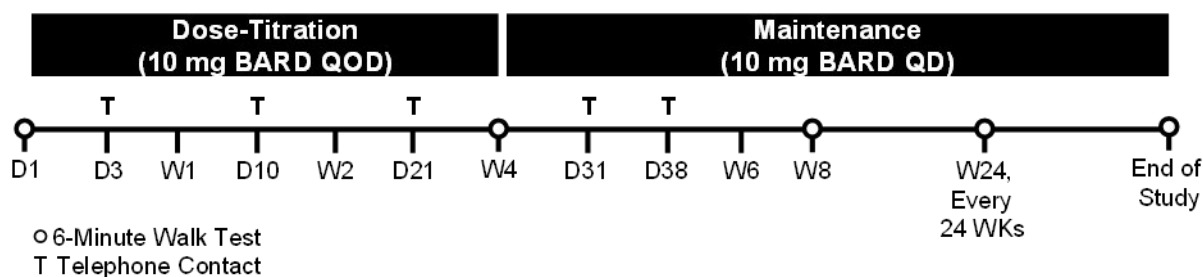 Dose-Titration
(10 mg BARD QOD)
Maintenance
(10 mg BARD QD)
T T T T T
D1 D3 W1 D10 W2 D21 W4 D31 D38 W6 W8 W24,
Every
24 WKs
End of
Study
6-Minute Walk Test
T Telephone Contact